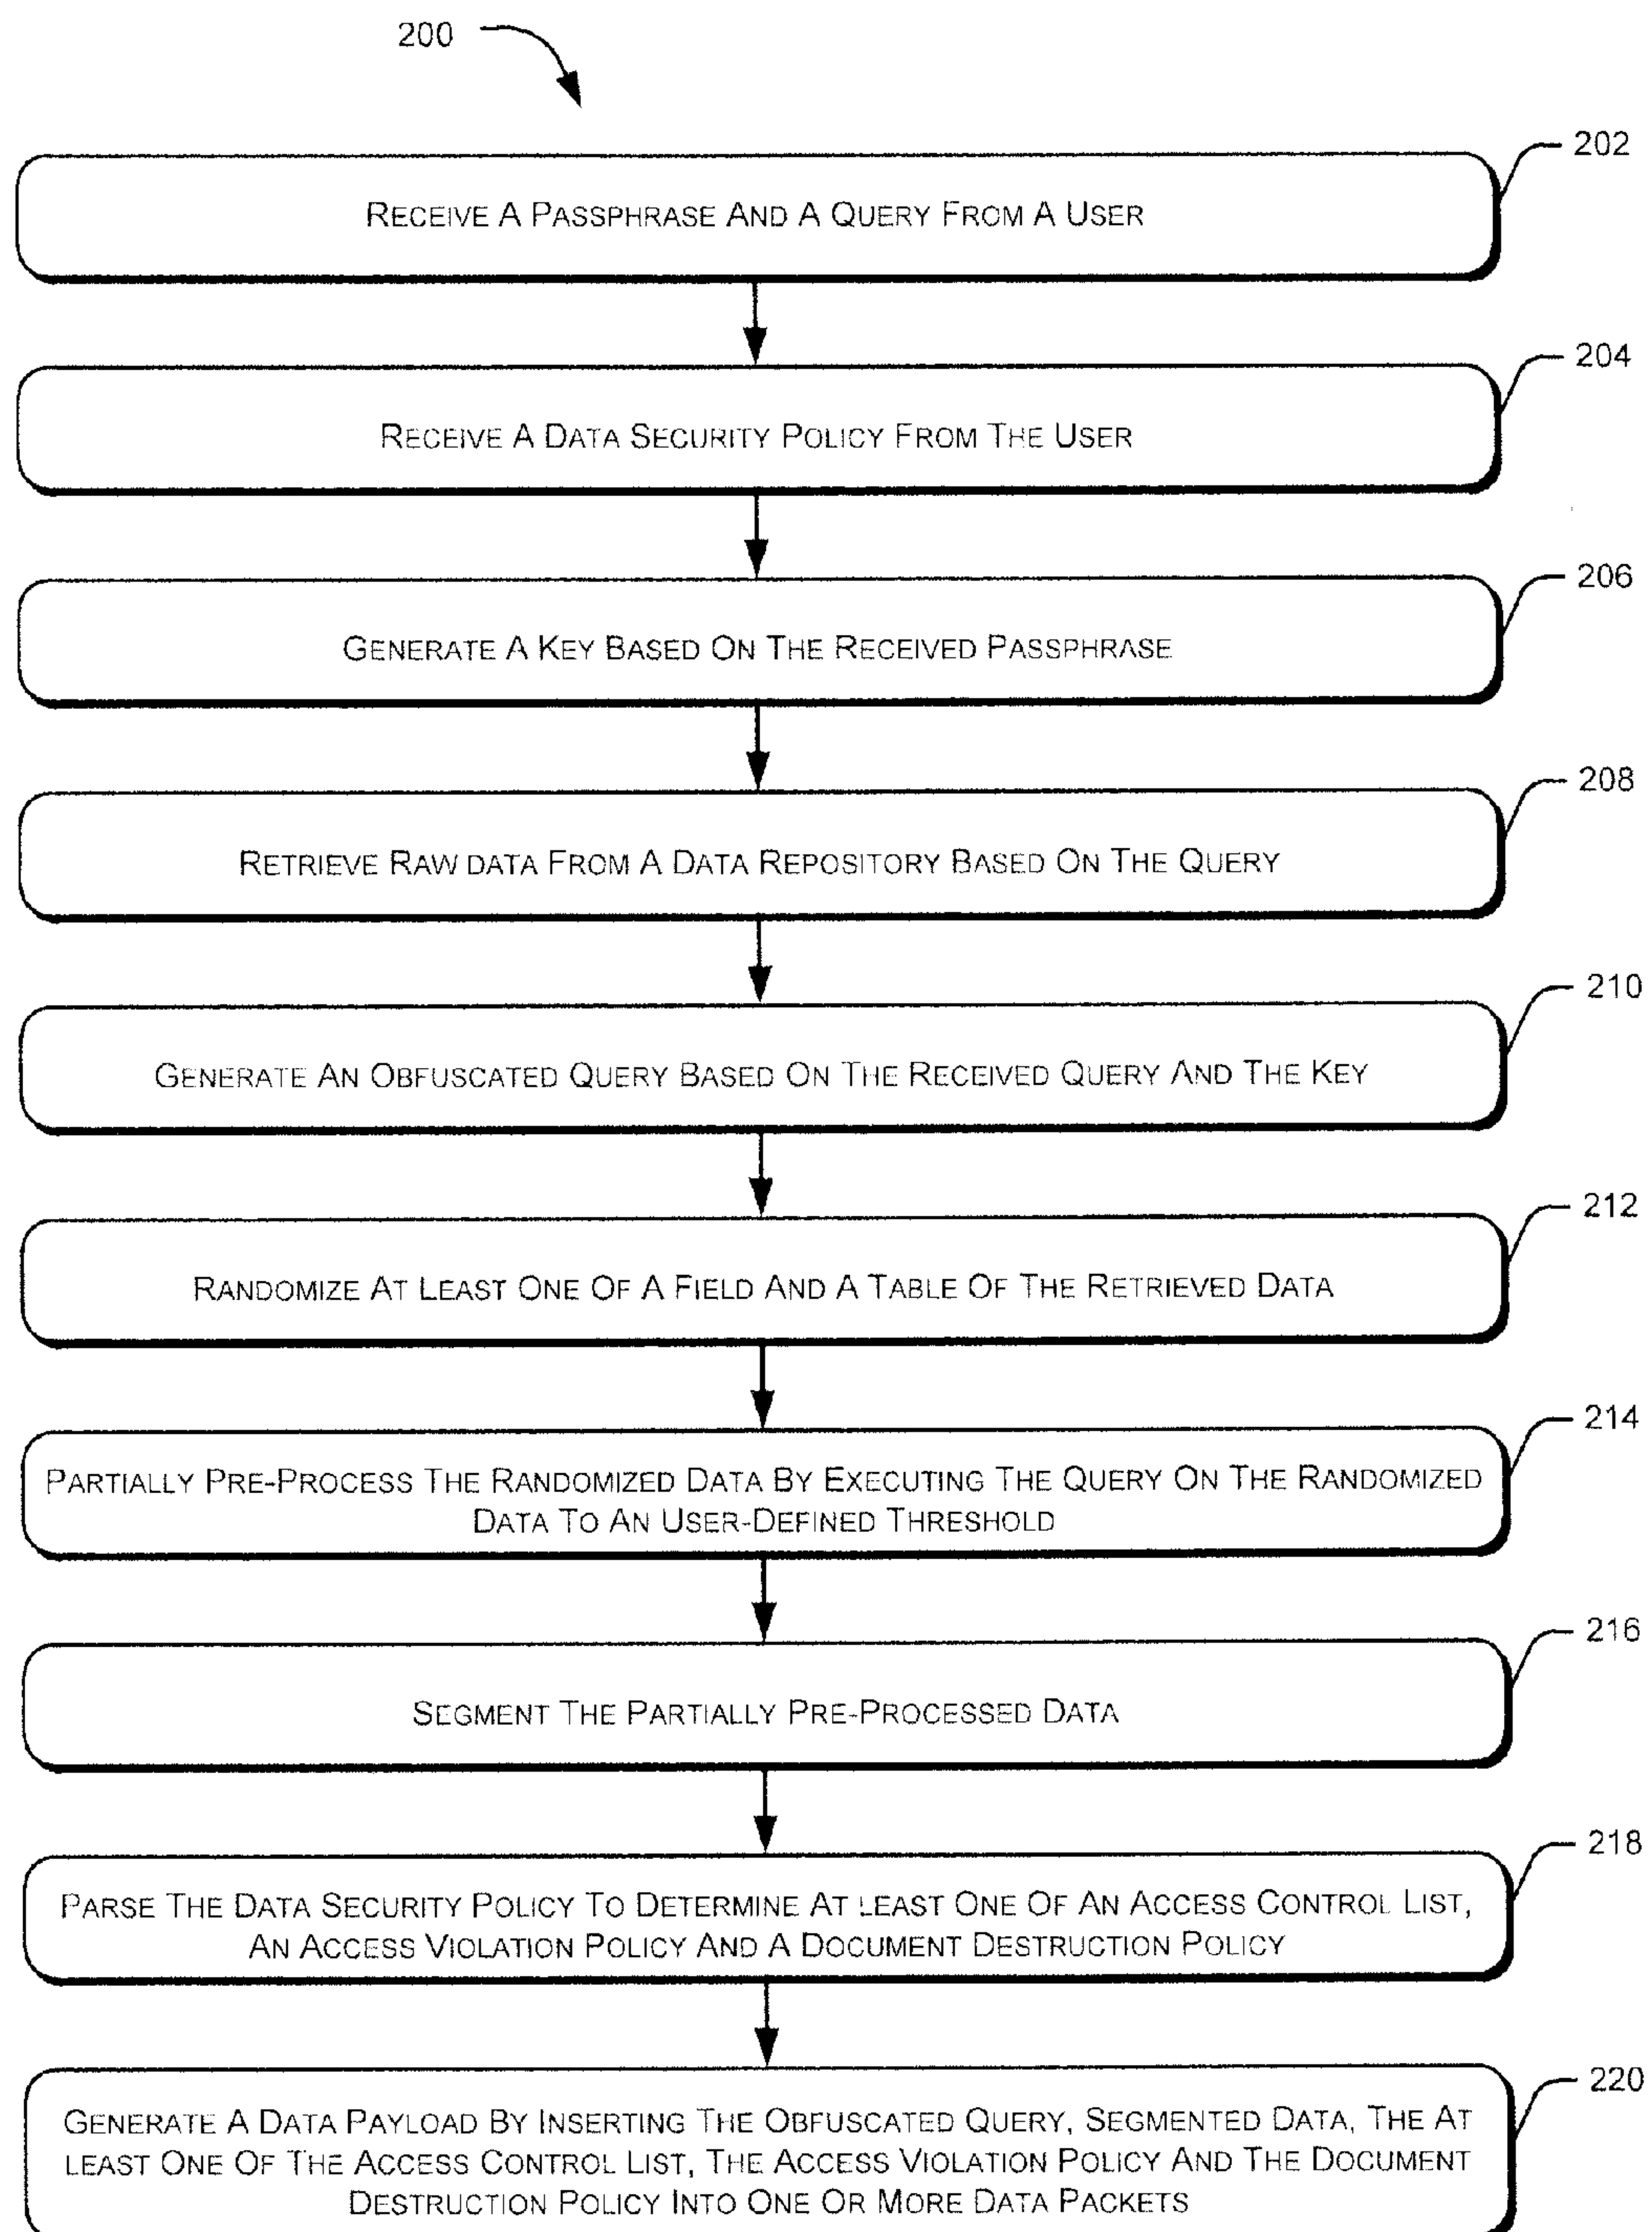 200
202
RECEIVE A PASSPHRASE AND A QUERY FROM A USER
204
RECEIVE A DATA SECURITY POLICY FROM THE USER
206
GENERATE A KEY BASED ON THE RECEIVED PASSPHRASE
208
RETRIEVE RAW DATA FROM A DATA REPOSITORY BASED ON THE QUERY
210
GENERATE AN OBFUSCATED QUERY BASED ON THE RECEIVED QUERY AND THE KEY
212
RANDOMIZE AT LEAST ONE OF A FIELD AND A TABLE OF THE RETRIEVED DATA
214
PARTIALLY PRE-PROCESS THE RANDOMIZED DATA BY EXECUTING THE QUERY ON THE RANDOMIZED
DATA TO AN USER-DEFINED THRESHOLD
216
SEGMENT THE PARTIALLY PRE-PROCESSED DATA
218
PARSE THE DATA SECURITY POLICY TO DETERMINE AT LEAST ONE OF AN ACCESS CONTROL LIST,
AN ACCESS VIOLATION POLICY AND A DOCUMENT DESTRUCTION POLICY
220
GENERATE A DATA PAYLOAD BY INSERTING THE OBFUSCATED QUERY, SEGMENTED DATA, THE AT
LEAST ONE OF THE ACCESS CONTROL LIST, THE ACCESS VIOLATION POLICY AND THE DOCUMENT
DESTRUCTION POLICY INTO ONE OR MORE DATA PACKETS